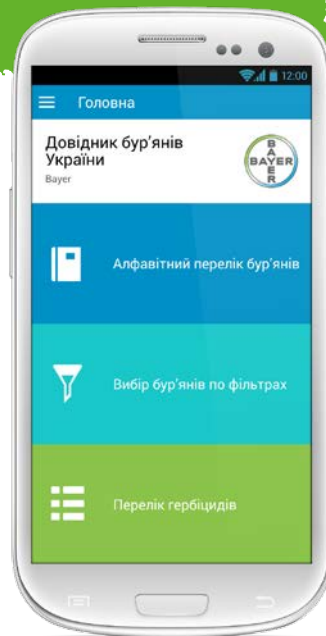 12:00
Головна
Довідник бур'янів
України
Bayer
BAYER
BAYER
Алфавітний перелік бур'янів
Вибір бур'янів по фільтрах
Перелік гербіцидів